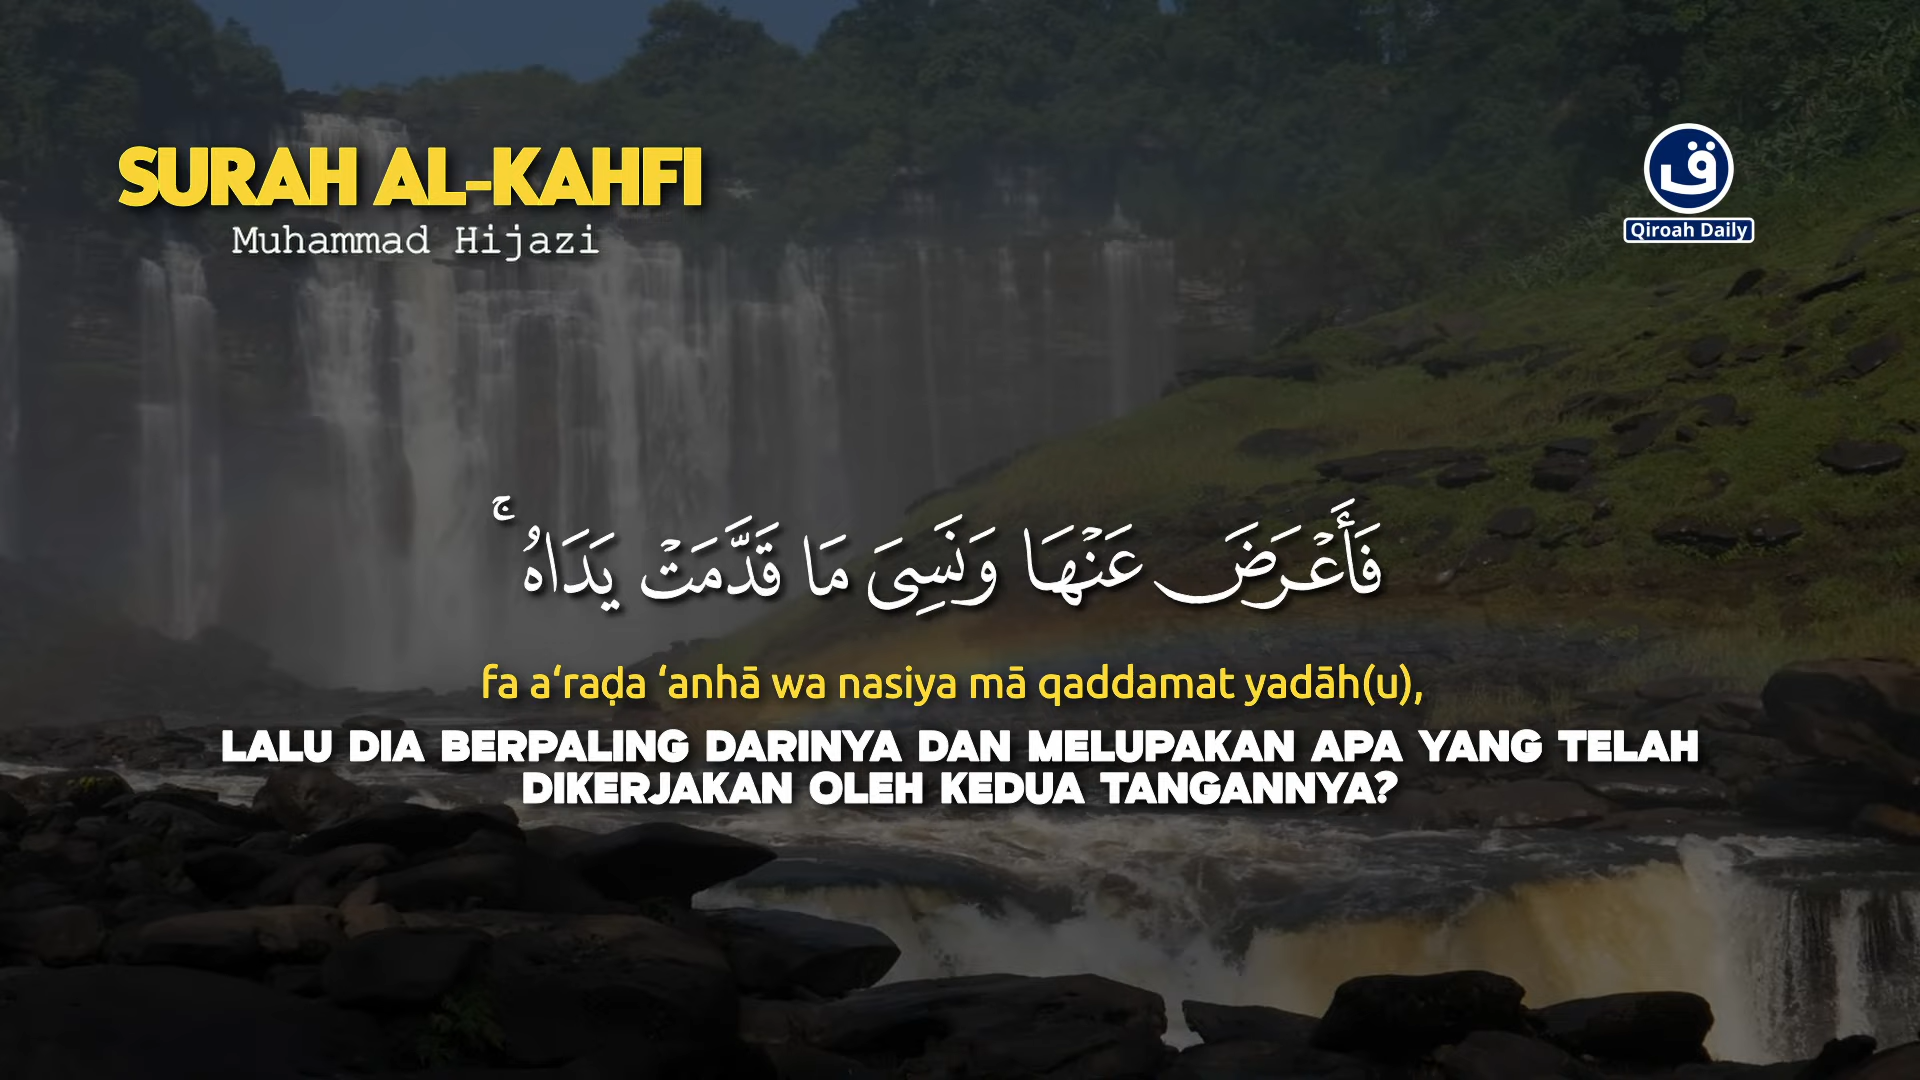 SURAH AL-KAHFI
Muhammad Hijazi
ق
Qiroah Daily
فَأَعْرَضَ عَنْهَا وَنَسِىَ مَا قَدَّمَتْ يَدَاهُ ۚ
fa a‘raḍa ‘anhā wa nasiya mā qaddamat yadāh(u),
LALU DIA BERPALING DARINYA DAN MELUPAKAN APA YANG TELAH
DIKERJAKAN OLEH KEDUA TANGANNYA?